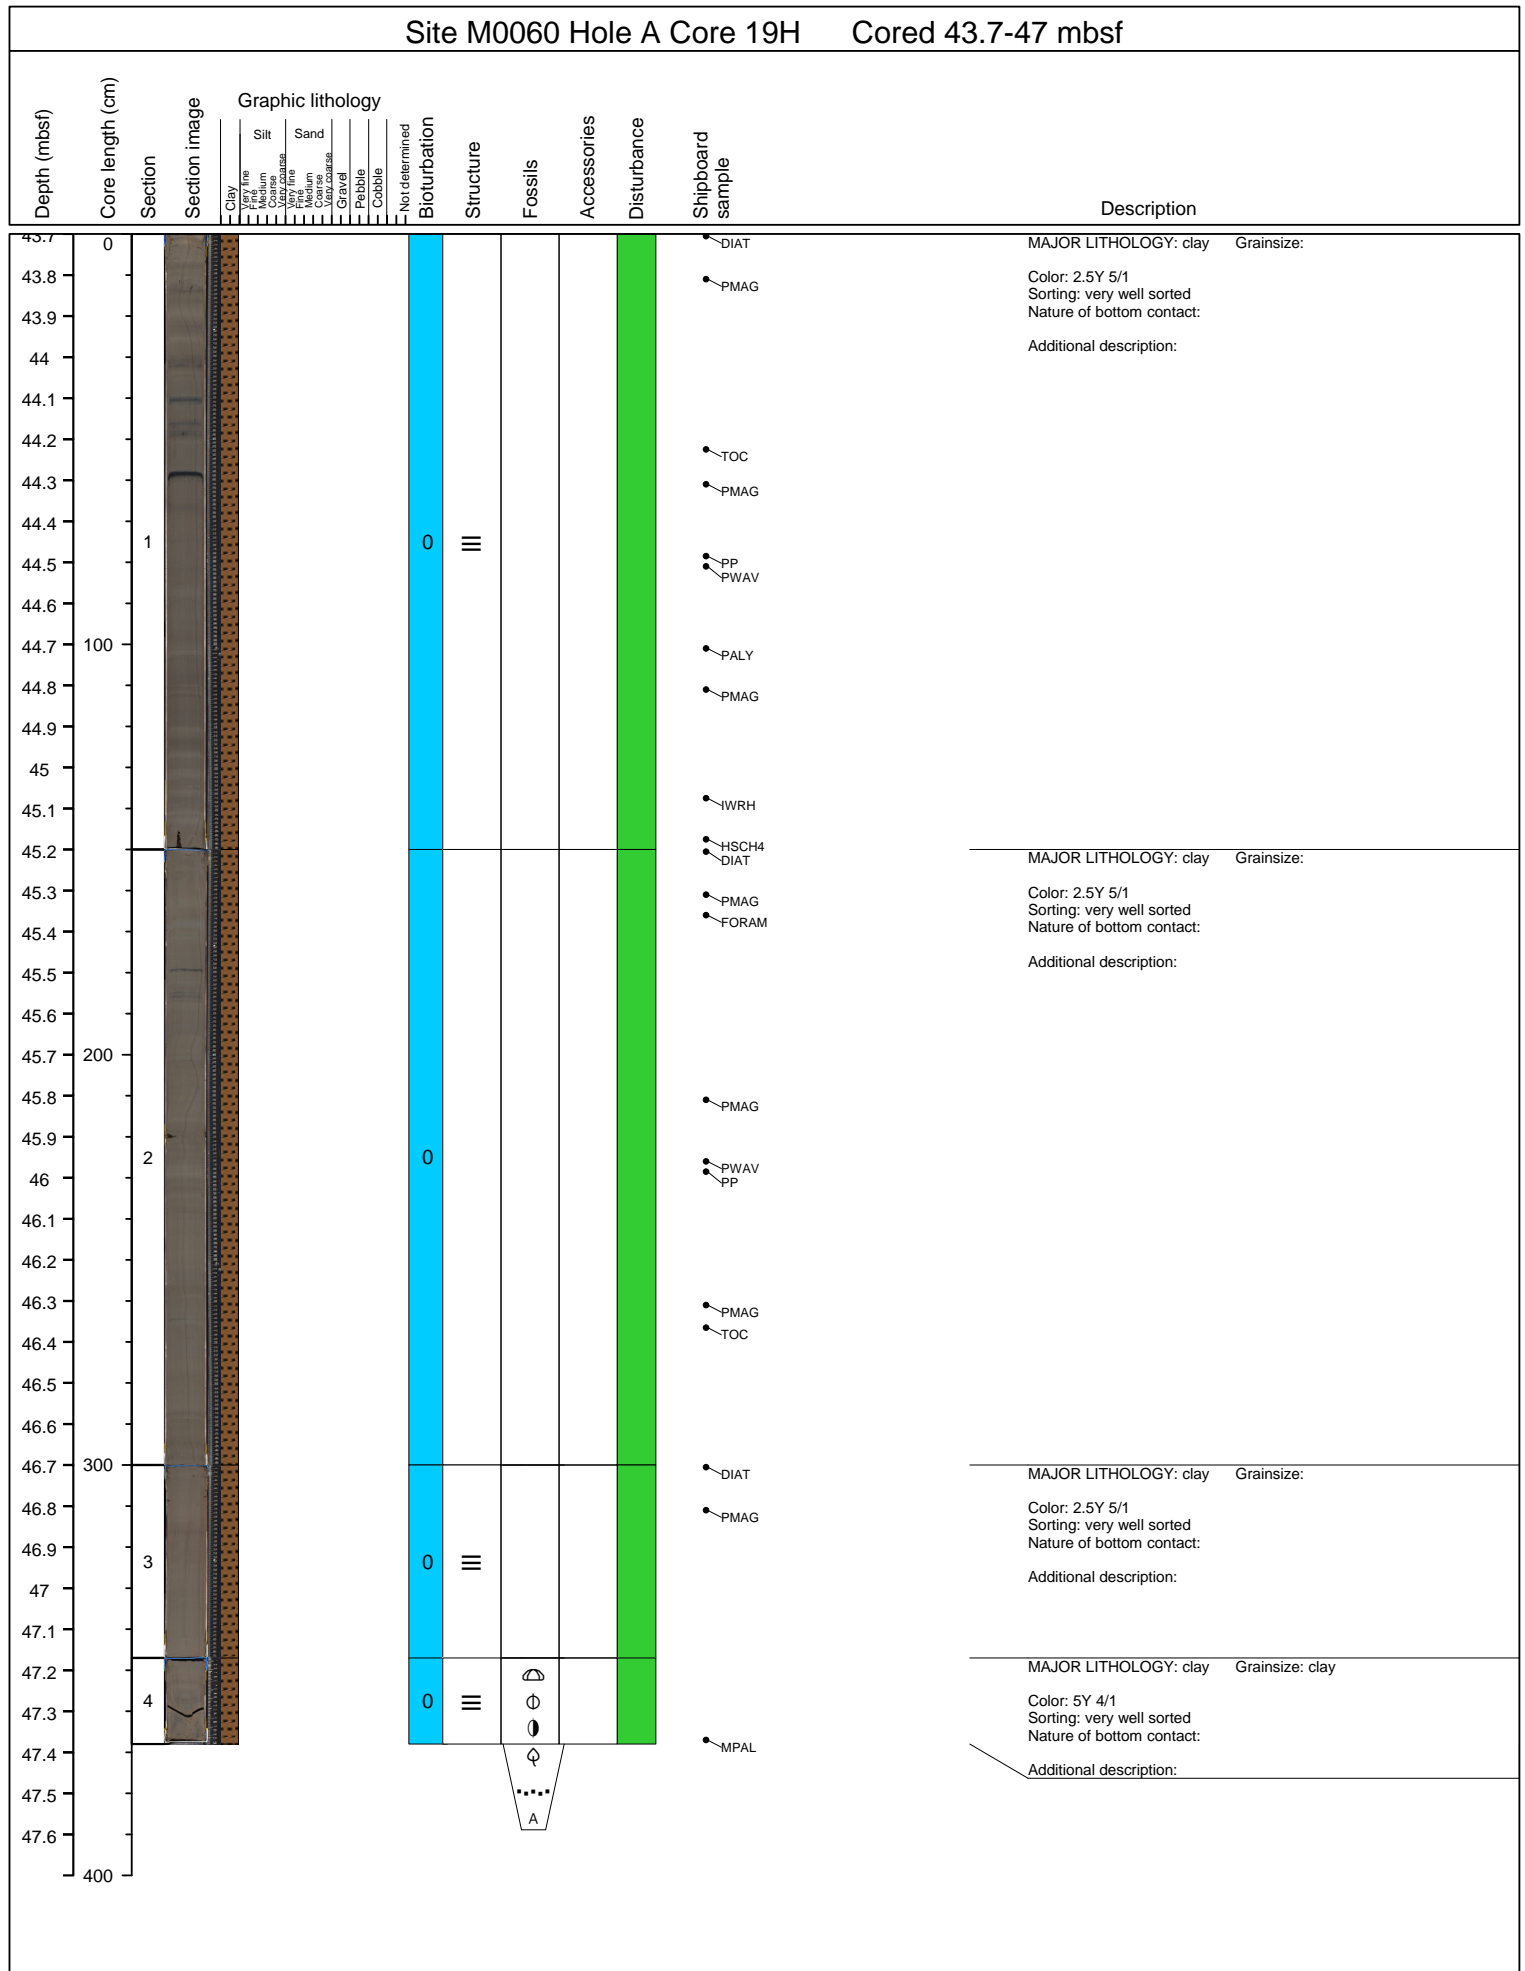 Site M0060 Hole A Core 19H Cored 43.7-47 mbsf
Depth (mbsf)
Core length (cm)
Section
Section image
Graphic lithology
Clay
Silt
Very fine
Fine
Medium
Coarse
Very coarse
Sand
Very fine
Fine
Medium
Coarse
Very coarse
Gravel
Pebble
Cobble
Not determined
Bioturbation
Structure
Fossils
Accessories
Disturbance
Shipboard
sample
Description
43.7
43.8
43.9
44
44.1
44.2
44.3
44.4
44.5
44.6
44.7
44.8
44.9
45
45.1
45.2
45.3
45.4
45.5
45.6
45.7
45.8
45.9
46
46.1
46.2
46.3
46.4
46.5
46.6
46.7
46.8
46.9
47
47.1
47.2
47.3
47.4
47.5
47.6
0
100
200
300
400
1
2
3
4
0
0
0
0
A
DIAT
PMAG
TOC
PMAG
PP
PWAV
PALY
PMAG
IWRH
HSCH4
DIAT
PMAG
FORAM
PMAG
PWAV
PP
PMAG
TOC
DIAT
PMAG
MPAL
MAJOR LITHOLOGY: clay Grainsize:
Color: 2.5Y 5/1
Sorting: very well sorted
Nature of bottom contact:
Additional description:
MAJOR LITHOLOGY: clay Grainsize:
Color: 2.5Y 5/1
Sorting: very well sorted
Nature of bottom contact:
Additional description:
MAJOR LITHOLOGY: clay Grainsize:
Color: 2.5Y 5/1
Sorting: very well sorted
Nature of bottom contact:
Additional description:
MAJOR LITHOLOGY: clay Grainsize: clay
Color: 5Y 4/1
Sorting: very well sorted
Nature of bottom contact:
Additional description: